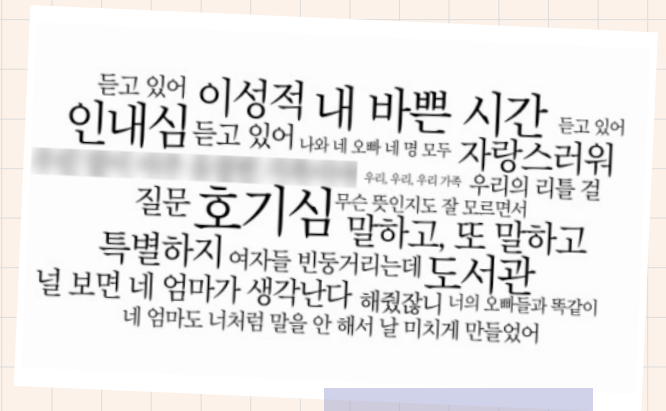 듣고 있어 이성적 내 바쁜 시간 듣고 있어
인내심 듣고 있어 나와 네 오빠 네 명 모두 자랑스러워
우리, 우리, 우리 가족 우리의 리틀 걸
질문 호기심 무슨 뜻인지도 잘 모르면서
말하고, 또 말하고
특별하지 여자들 빈둥거리는데 도서관
널 보면 네 엄마가 생각난다 해줬잖니 너의 오빠들과 똑같이
네 엄마도 너처럼 말을 안 해서 날 미치게 만들었어